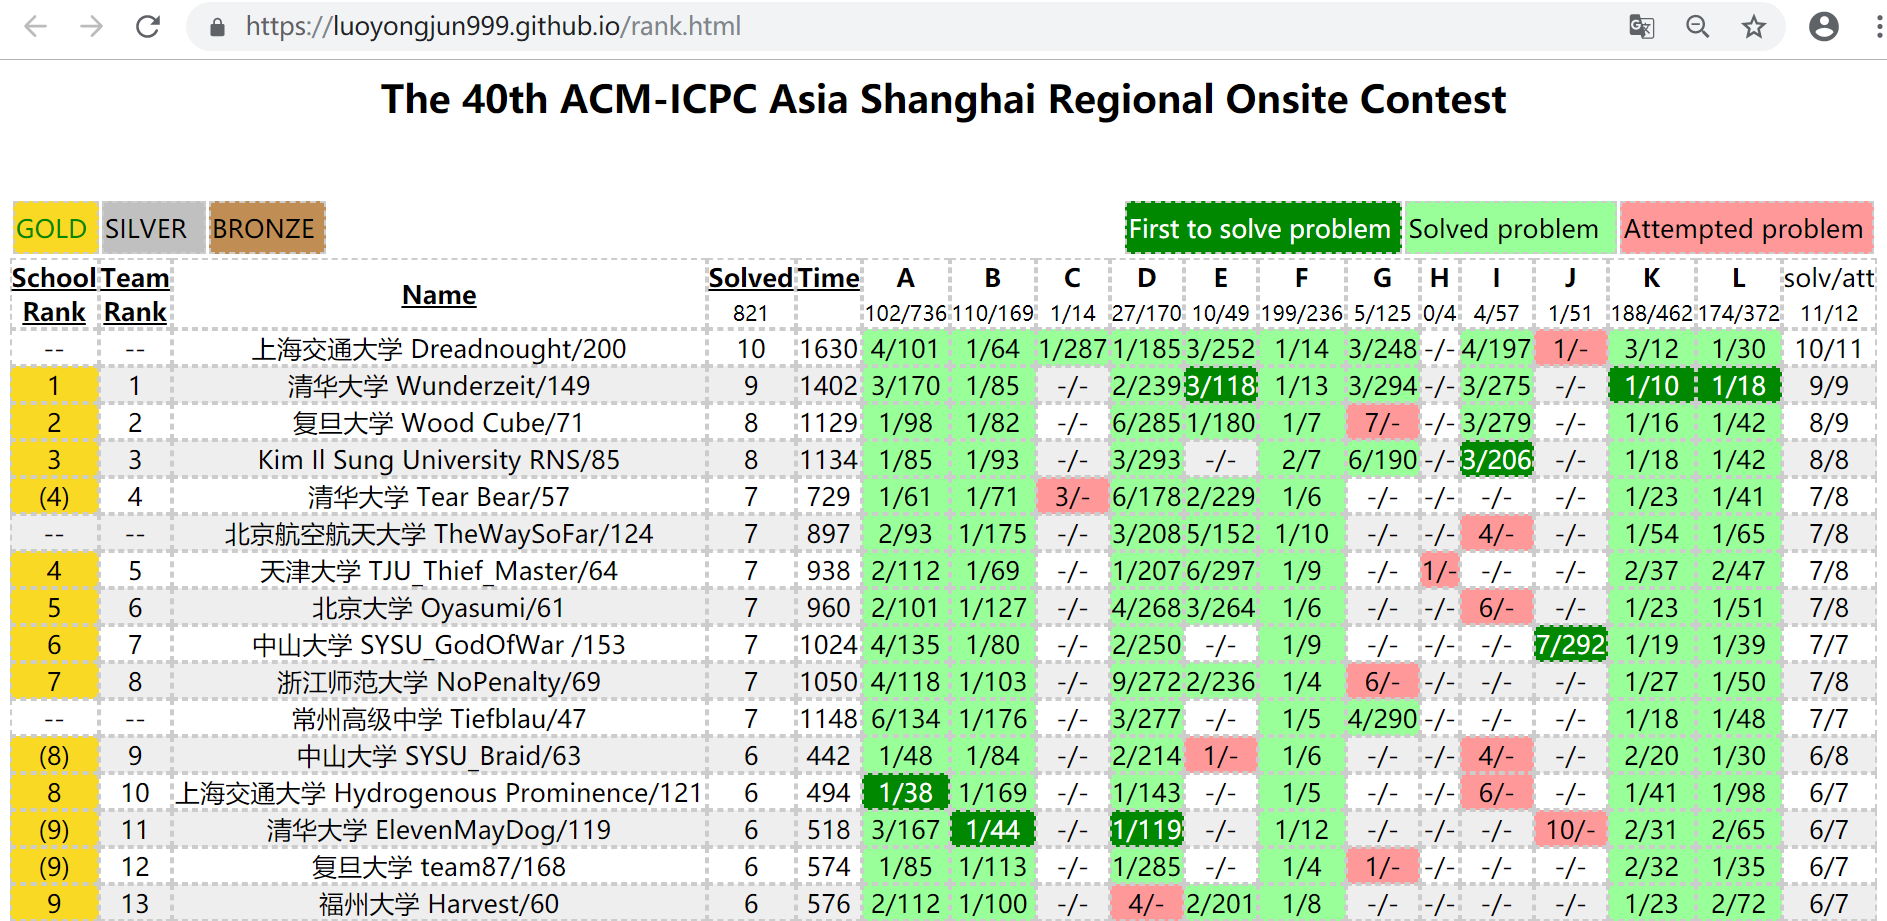 https://luoyongjun999.github.io/rank.html
The 40th ACM-ICPC Asia Shanghai Regional Onsite Contest
GOLD SILVER BRONZE First to solve problem Solved problem Attempted problem
School Rank Team Rank Name Solved 821 Time A 102/736 B 110/169 C 1/14 D 27/170 E 10/49 F 199/236 G 5/125 H 0/4 I 4/57 J 1/51 K 188/462 L 174/372 solv/att 11/12
-- -- 上海交通大学 Dreadnought/200 10 1630 4/101 1/64 1/287 1/185 3/252 1/14 3/248 -/- 4/197 1/- 3/12 1/30 10/11
1 1 清华大学 Wunderzeit/149 9 1402 3/170 1/85 -/- 2/239 3/118 1/13 3/294 -/- 3/275 -/- 1/10 1/18 9/9
2 2 复旦大学 Wood Cube/71 8 1129 1/98 1/82 -/- 6/285 1/180 1/7 7/- -/- 3/279 -/- 1/16 1/42 8/9
3 3 Kim Il Sung University RNS/85 8 1134 1/85 1/93 -/- 3/293 -/- 2/7 6/190 -/- 3/206 -/- 1/18 1/42 8/8
(4) 4 清华大学 Tear Bear/57 7 729 1/61 1/71 3/- 6/178 2/229 1/6 -/- -/- -/- -/- 1/23 1/41 7/8
-- -- 北京航空航天大学 TheWaySoFar/124 7 897 2/93 1/175 -/- 3/208 5/152 1/10 -/- -/- 4/- -/- 1/54 1/65 7/8
4 5 天津大学 TJU_Thief_Master/64 7 938 2/112 1/69 -/- 1/207 6/297 1/9 -/- 1/- -/- -/- 2/37 2/47 7/8
5 6 北京大学 Oyasumi/61 7 960 2/101 1/127 -/- 4/268 3/264 1/6 -/- -/- 6/- -/- 1/23 1/51 7/8
6 7 中山大学 SYSU_GodOfWar /153 7 1024 4/135 1/80 -/- 2/250 -/- 1/9 -/- -/- -/- 7/292 1/19 1/39 7/7
7 8 浙江师范大学 NoPenalty/69 7 1050 4/118 1/103 -/- 9/272 2/236 1/4 6/- -/- -/- -/- 1/27 1/50 7/8
-- -- 常州高级中学 Tiefblau/47 7 1148 6/134 1/176 -/- 3/277 -/- 1/5 4/290 -/- -/- -/- 1/18 1/48 7/7
(8) 9 中山大学 SYSU_Braid/63 6 442 1/48 1/84 -/- 2/214 1/- 1/6 -/- -/- 4/- -/- 2/20 1/30 6/8
8 10 上海交通大学 Hydrogenous Prominence/121 6 494 1/38 1/169 -/- 1/143 -/- 1/5 -/- -/- 6/- -/- 1/41 1/98 6/7
(9) 11 清华大学 ElevenMayDog/119 6 518 3/167 1/44 -/- 1/119 -/- 1/12 -/- -/- -/- 10/- 2/31 2/65 6/7
(9) 12 复旦大学 team87/168 6 574 1/85 1/113 -/- 1/285 -/- 1/4 1/- -/- -/- -/- 2/32 1/35 6/7
9 13 福州大学 Harvest/60 6 576 2/112 1/100 -/- 4/- 2/201 1/8 -/- -/- -/- -/- 1/23 2/72 6/7